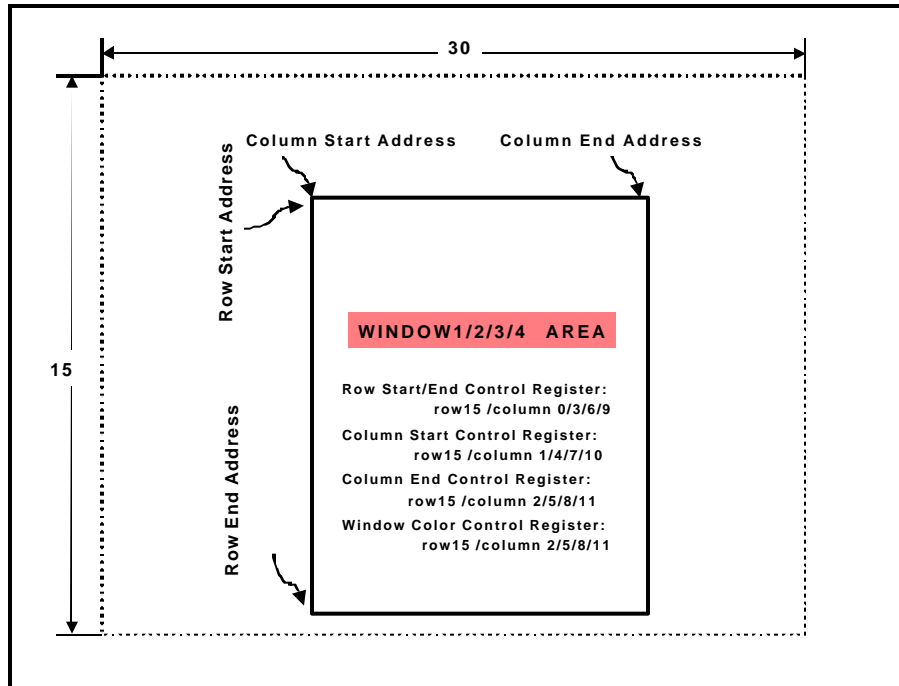 30
Column Start Address
Column End Address
Row Start Address
WINDOW1/2/3/4 AREA
15
Row Start/End Control Register:
row15 /column 0/3/6/9
Column Start Control Register:
row15 /column 1/4/7/10
Column End Control Register:
row15 /column 2/5/8/11
Window Color Control Register:
row15 /column 2/5/8/11
Row End Address